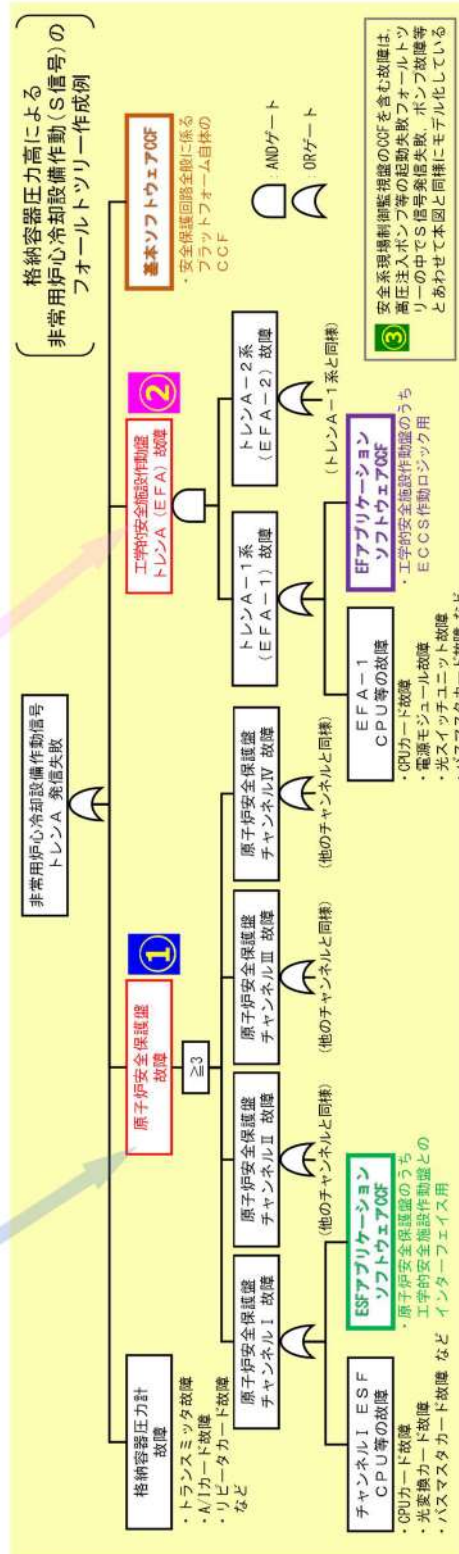 格納容器圧力高による
非常用炉心冷却設備作動(S信号)の
フォールトツリー作成例
非常用炉心冷却設備作動信号
トレンA 発信失敗
格納容器圧力計
故障
・トランスミッタ故障
・A/Iカード故障
・リピータカード故障
など
原子炉安全保護盤
故障
①
≧3
工学的安全施設作動盤
トレンA(EFA)故障
②
基本ソフトウェアCCF
・安全保護回路全般に係る
プラットフォーム自体の
CCF
原子炉安全保護盤
チャンネルⅠ 故障
原子炉安全保護盤
チャンネルⅡ 故障
(他のチャンネルと同様)
原子炉安全保護盤
チャンネルⅢ 故障
(他のチャンネルと同様)
原子炉安全保護盤
チャンネルⅣ 故障
(他のチャンネルと同様)
トレンA-1系
(EFA-1)故障
トレンA-2系
(EFA-2)故障
(トレンA-1系と同様)
:ANDゲート
:ORゲート
チャンネルⅠ ESF
CPU等の故障
・CPUカード故障
・光変換カード故障
・バスマスタカード故障 など
ESFアプリケーション
ソフトウェアCCF
・原子炉安全保護盤のうち
工学的安全施設作動盤との
インターフェイス用
EFA-1
CPU等の故障
・CPUカード故障
・電源モジュール故障
・光スイッチユニット故障
・バスマスタカード故障 など
EFアプリケーション
ソフトウェアCCF
・工学的安全施設作動盤のうち
ECCS作動ロジック用
③
安全系現場制御監視盤のCCFを含む故障は、
高圧注入ポンプ等の起動失敗フォールトツ
リーの中でS信号発信失敗、ポンプ故障等
とあわせて本図と同様にモデル化している